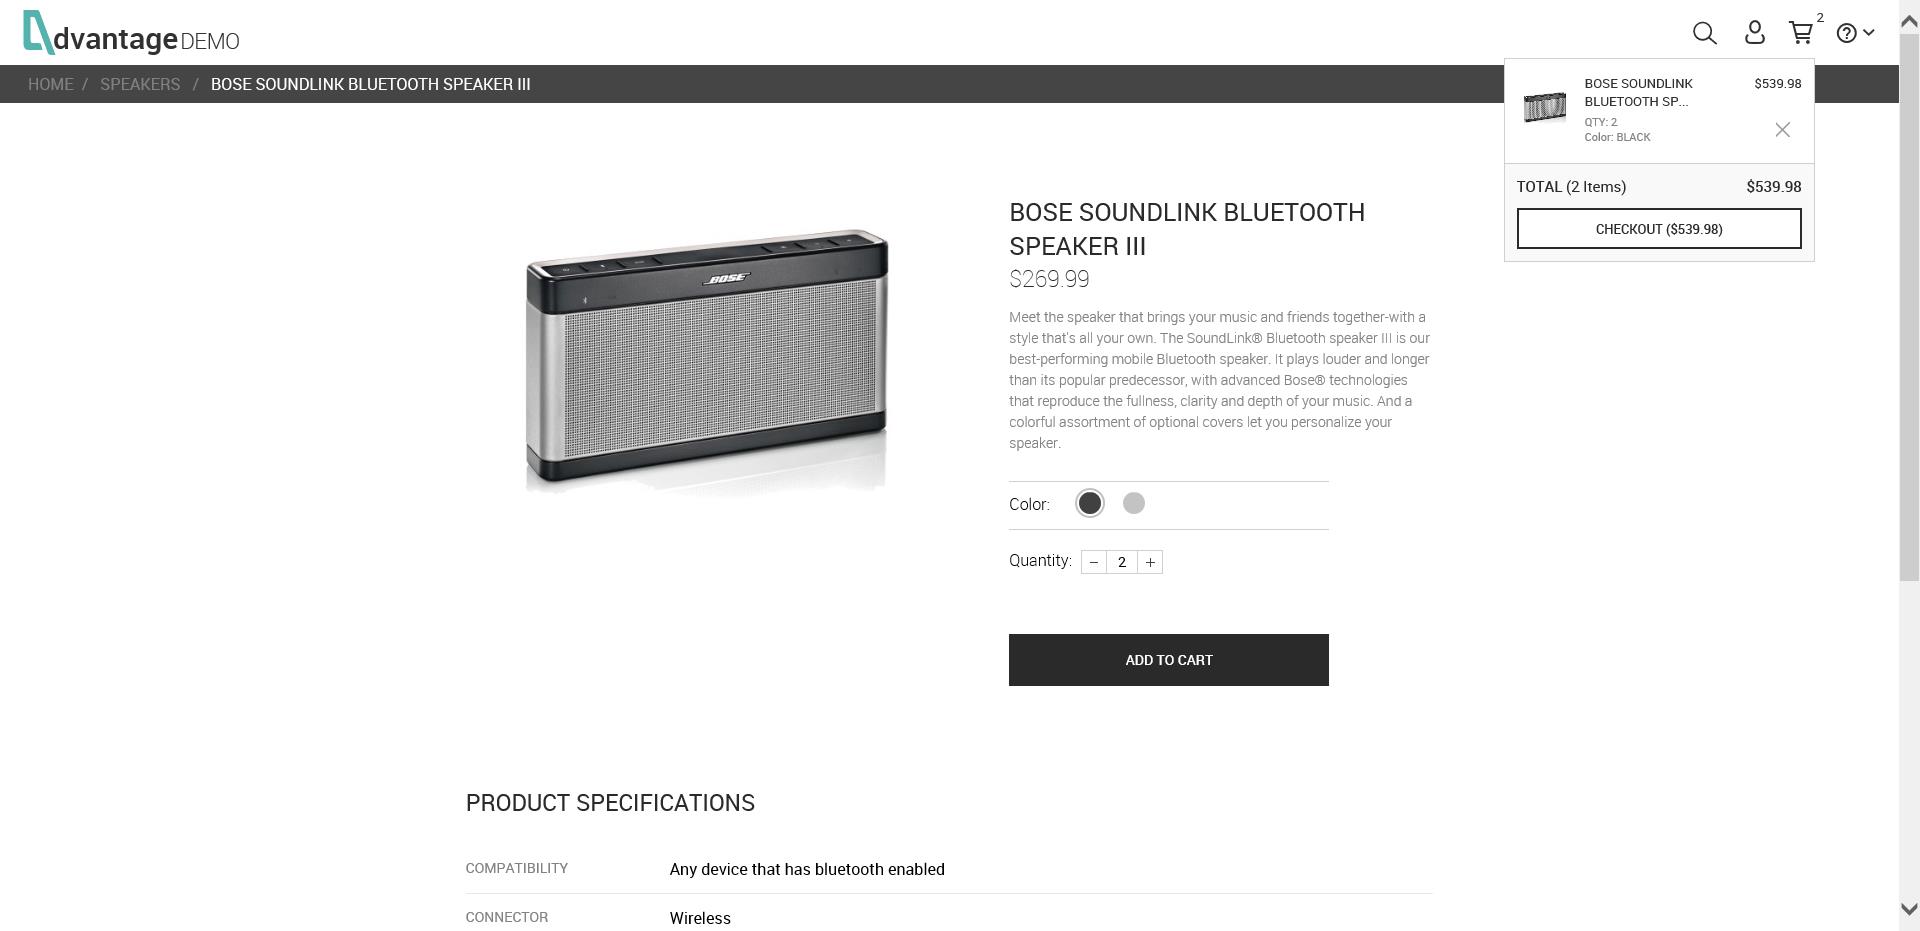 dvantage DEMO
2
HOME / SPEAKERS / BOSE SOUNDLINK BLUETOOTH SPEAKER III
BOSE SOUNDLINK $539.98
BLUETOOTH SP...
QTY: 2
Color: BLACK
TOTAL (2 Items) $539.98
CHECKOUT ($539.98)
BOSE
BOSE SOUNDLINK BLUETOOTH
SPEAKER III
$269.99
Meet the speaker that brings your music and friends together-with a
style that's all your own. The SoundLink® Bluetooth speaker III is our
best-performing mobile Bluetooth speaker. It plays louder and longer
than its popular predecessor, with advanced Bose® technologies
that reproduce the fullness, clarity and depth of your music. And a
colorful assortment of optional covers let you personalize your
speaker.
Color:
Quantity: − 2 +
ADD TO CART
PRODUCT SPECIFICATIONS
COMPATIBILITY Any device that has bluetooth enabled
CONNECTOR Wireless